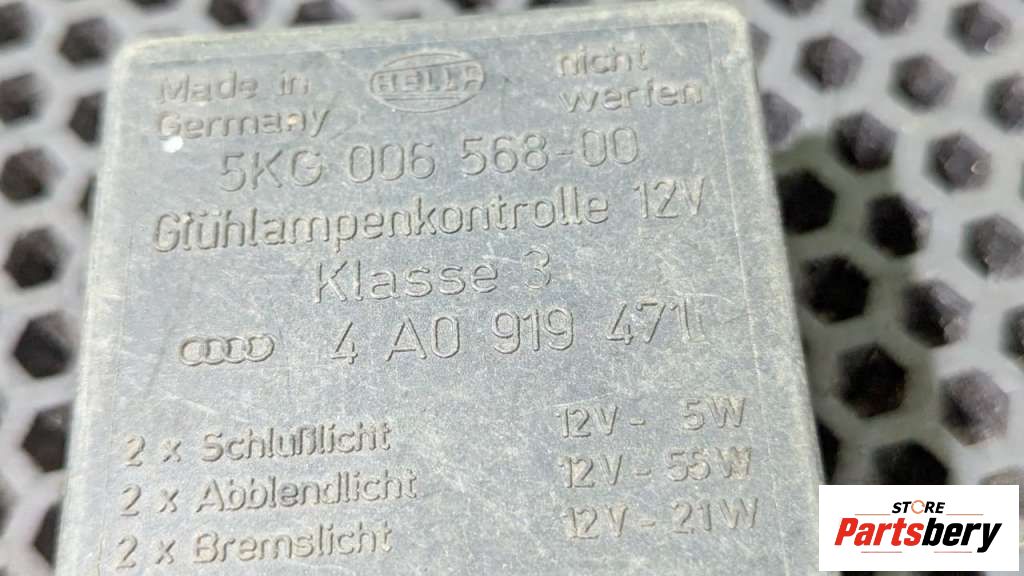 Made in
Germany
HELLA
nicht
werfen
5KG 006 568-00
Glühlampenkontrolle 12V
Klasse 3
4 A0 919 471
2 x Schlußlicht 12V - 5W
2 x Abblendlicht 12V - 55W
2 x Bremslicht 12V - 21W
STORE
Partsbery